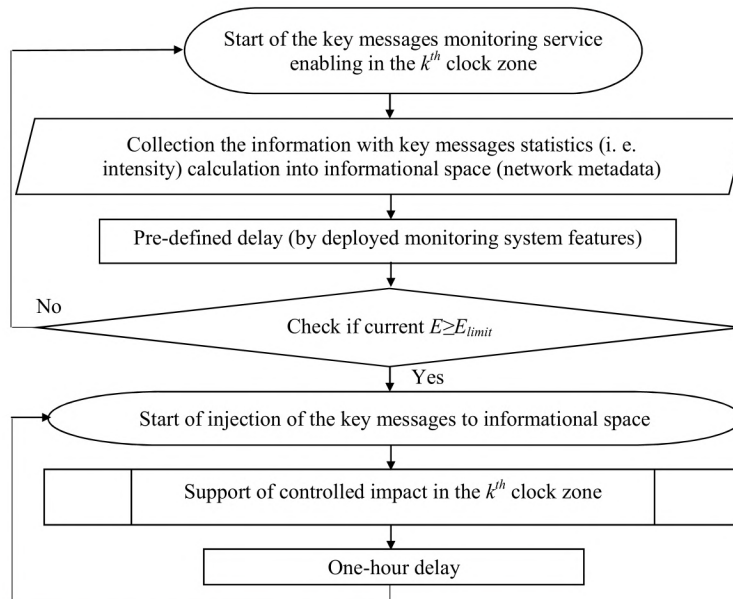 Start of the key messages monitoring service
enabling in the kᵗʰ clock zone
Collection the information with key messages statistics (i. e.
intensity) calculation into informational space (network metadata)
Pre-defined delay (by deployed monitoring system features)
No
Check if current E≥Elimit
Yes
Start of injection of the key messages to informational space
Support of controlled impact in the kᵗʰ clock zone
One-hour delay